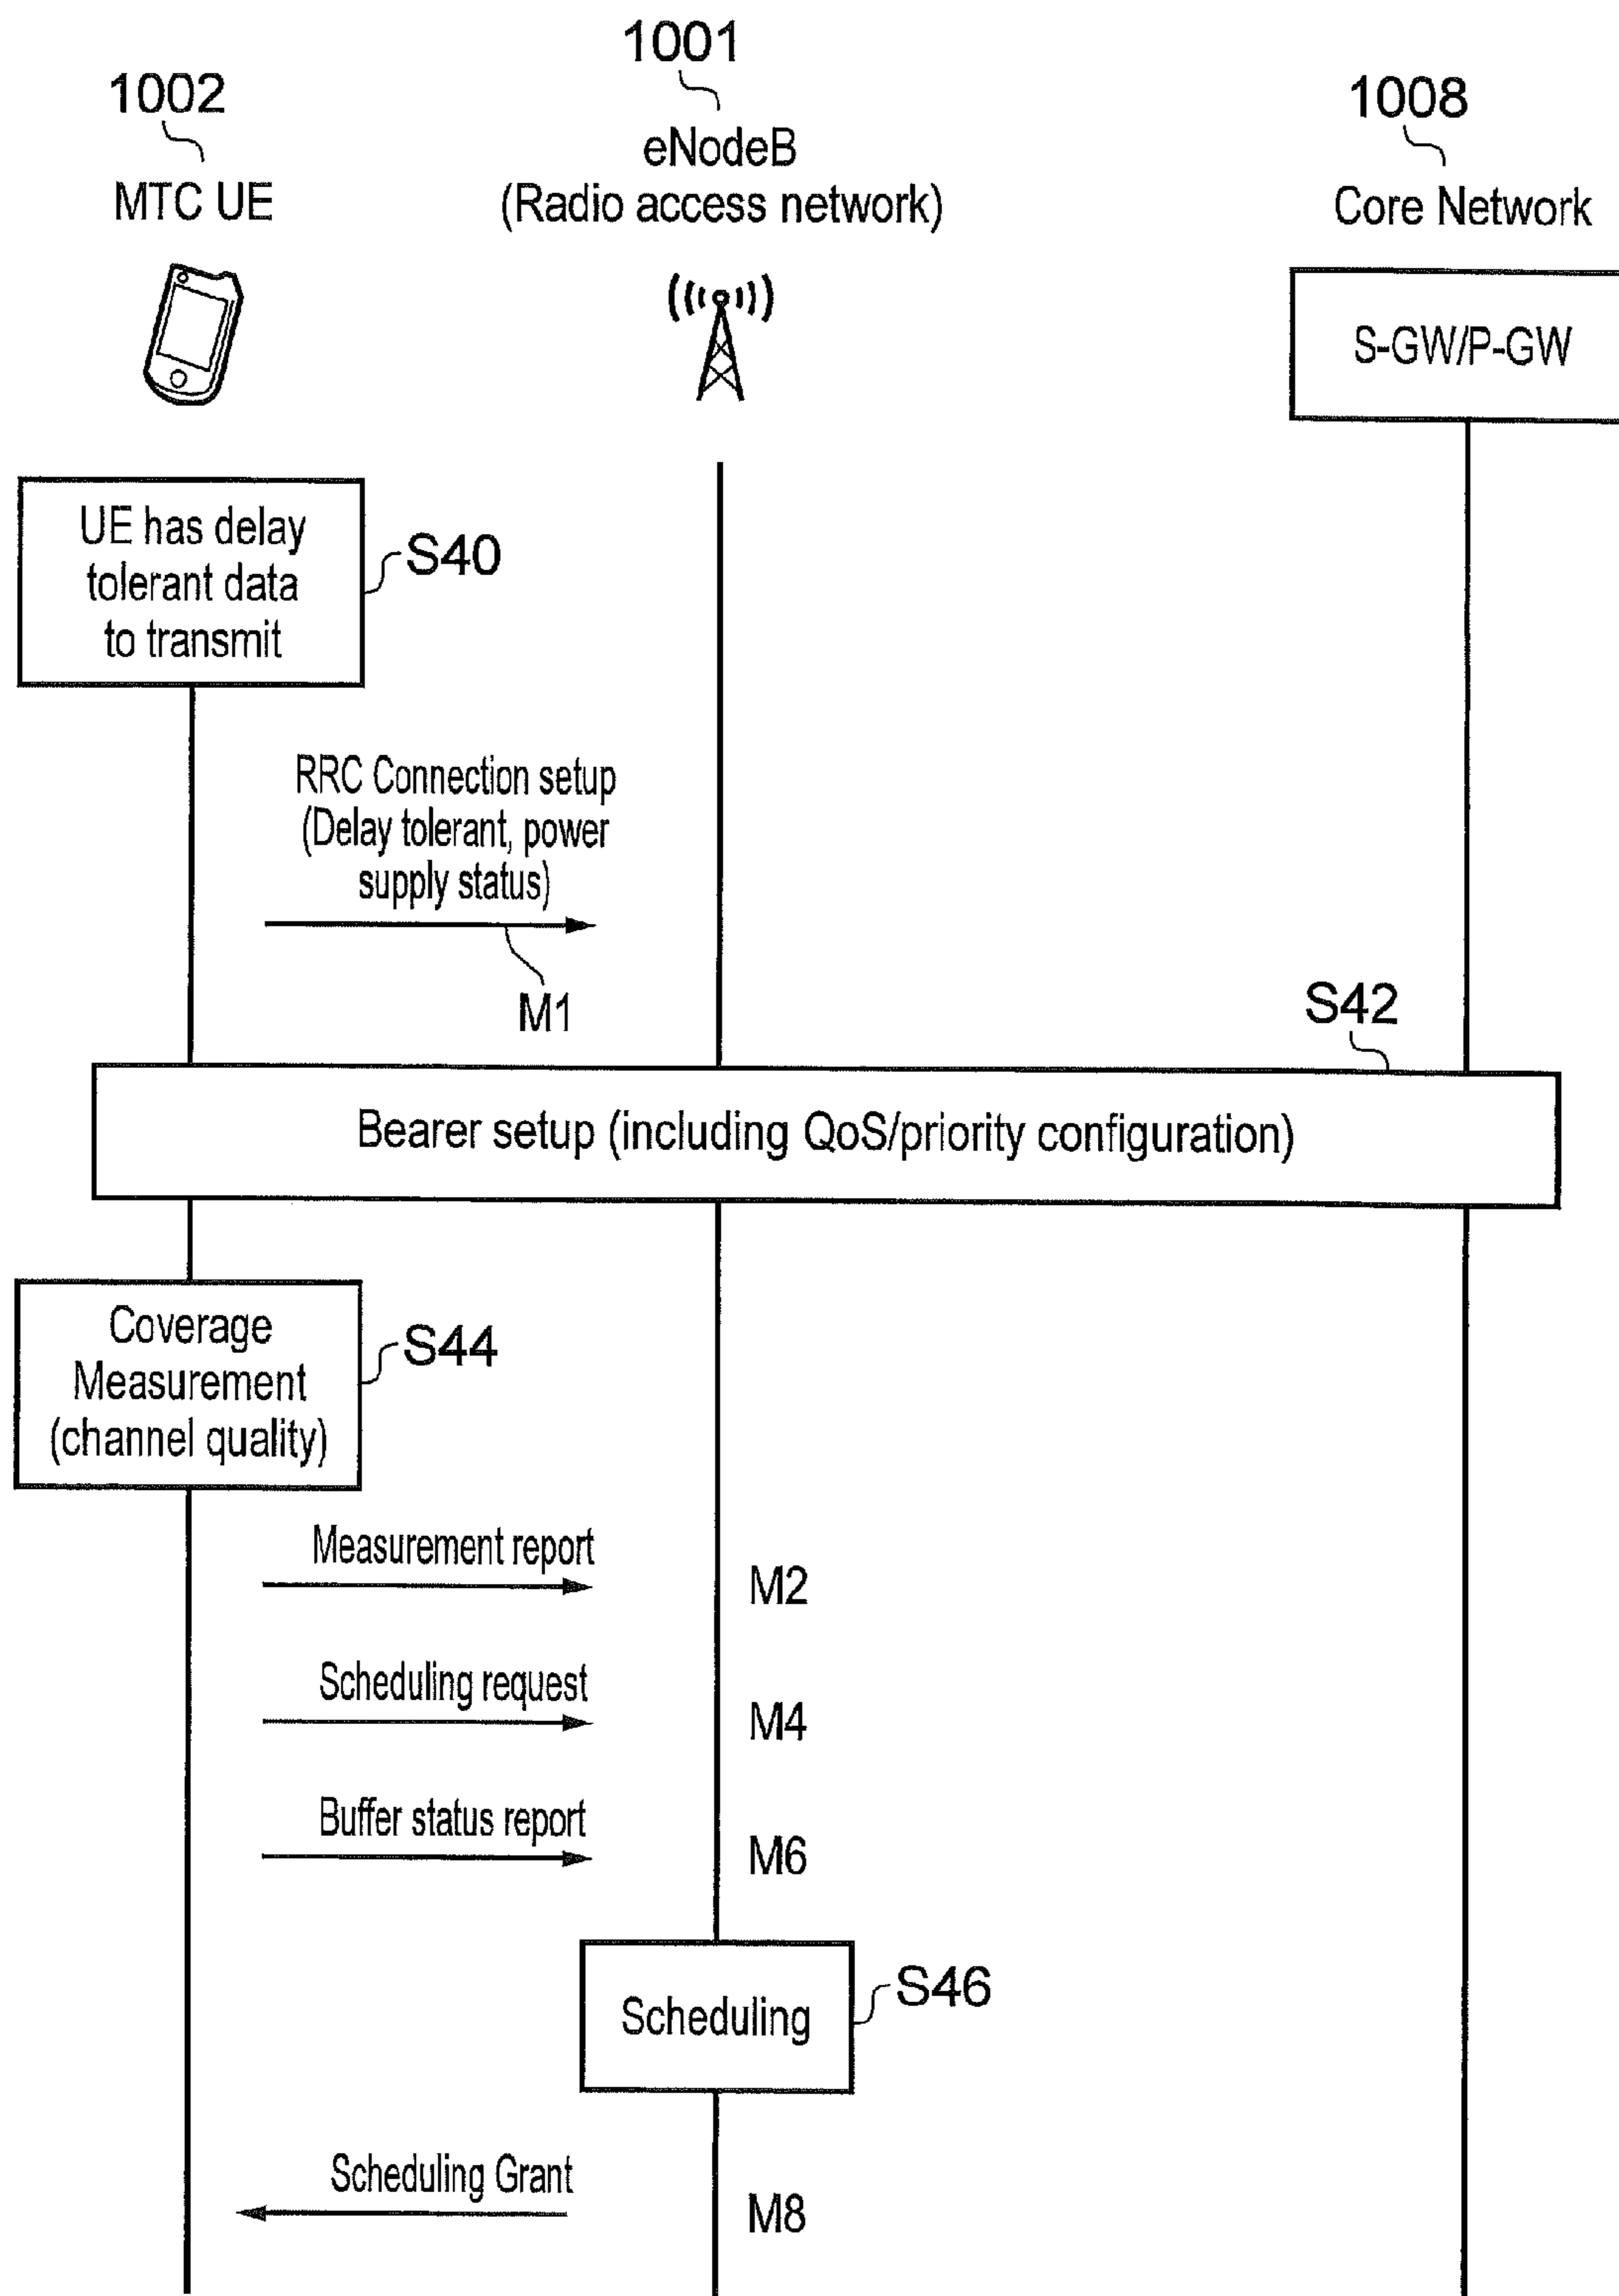 1001
1002
1008
eNodeB
(Radio access network)
MTC UE
Core Network
S-GW/P-GW
UE has delay
tolerant data
to transmit
S40
RRC Connection setup
(Delay tolerant, power
supply status)
M1
S42
Bearer setup (including QoS/priority configuration)
Coverage
Measurement
(channel quality)
S44
Measurement report
M2
Scheduling request
M4
Buffer status report
M6
Scheduling
S46
Scheduling Grant
M8